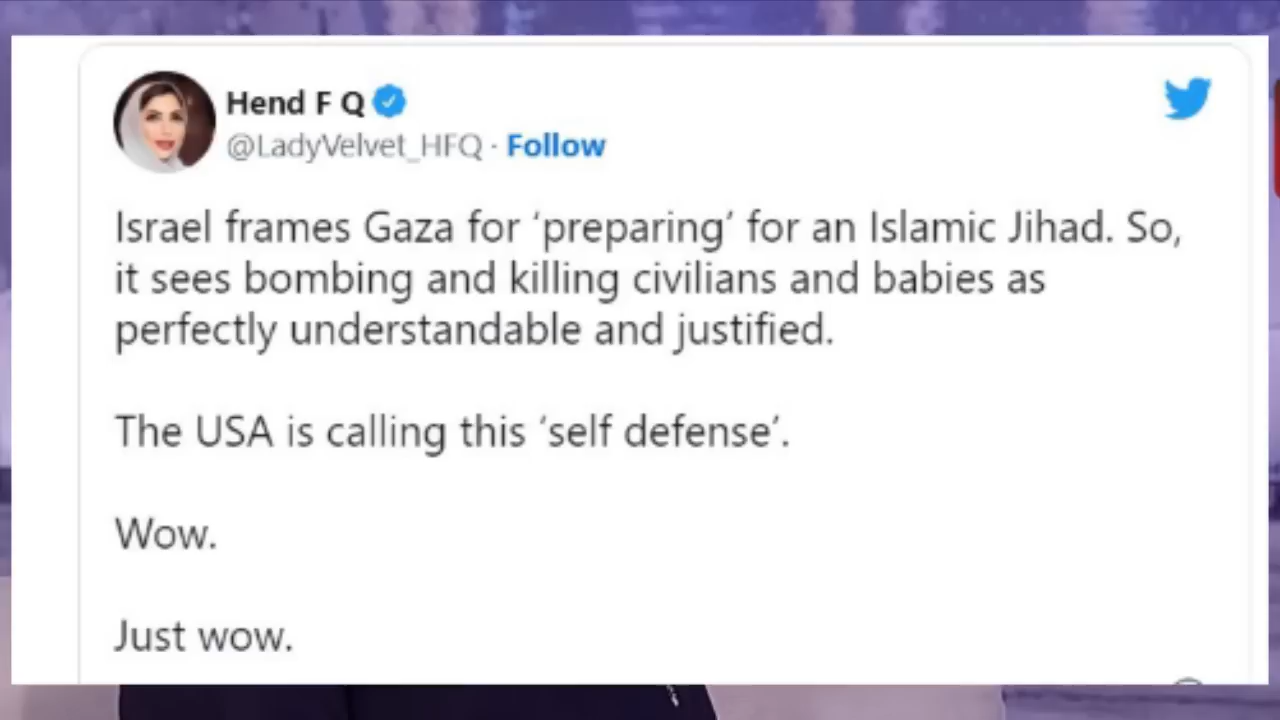 Hend F Q
@LadyVelvet_HFQ · Follow
Israel frames Gaza for ‘preparing’ for an Islamic Jihad. So,
it sees bombing and killing civilians and babies as
perfectly understandable and justified.
The USA is calling this ‘self defense’.
Wow.
Just wow.